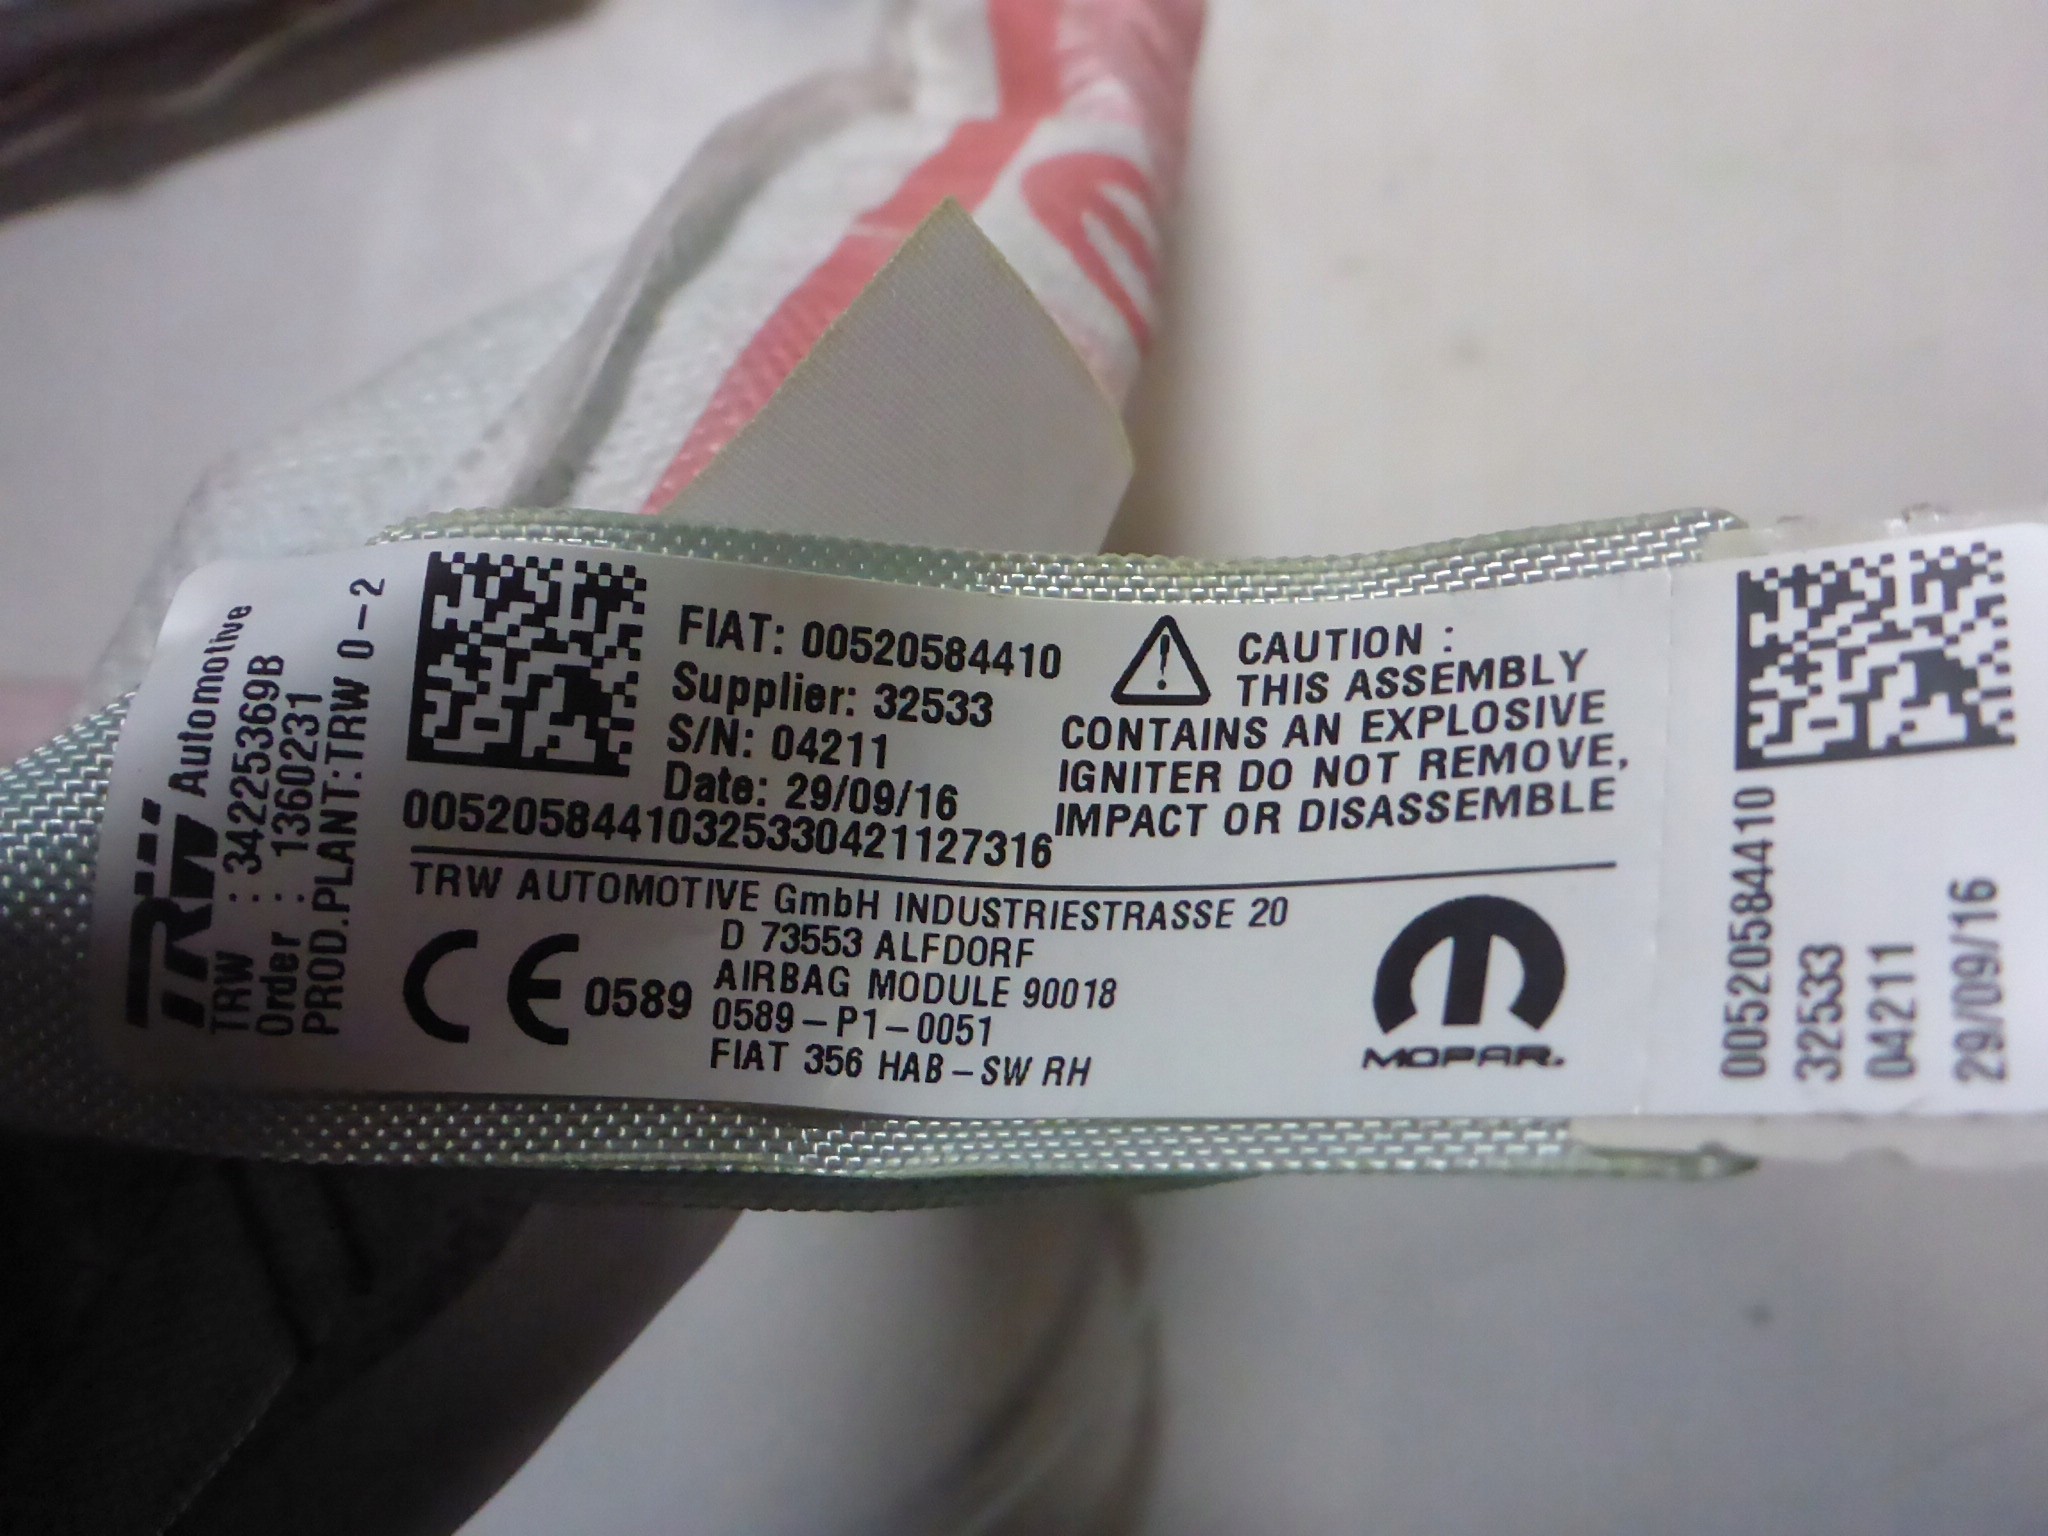 TRW Automotive
TRW : 34225369B
Order : 1360231
PROD.PLANT:TRW 0-2
FIAT: 00520584410
Supplier: 32533
S/N: 04211
Date: 29/09/16
00520584410325330421127316
CAUTION :
THIS ASSEMBLY
CONTAINS AN EXPLOSIVE
IGNITER DO NOT REMOVE,
IMPACT OR DISASSEMBLE
TRW AUTOMOTIVE GmbH INDUSTRIESTRASSE 20
D 73553 ALFDORF
AIRBAG MODULE 90018
0589-P1-0051
FIAT 356 HAB-SW RH
CE 0589
MOPAR.
00520584410
32533
04211
29/09/16